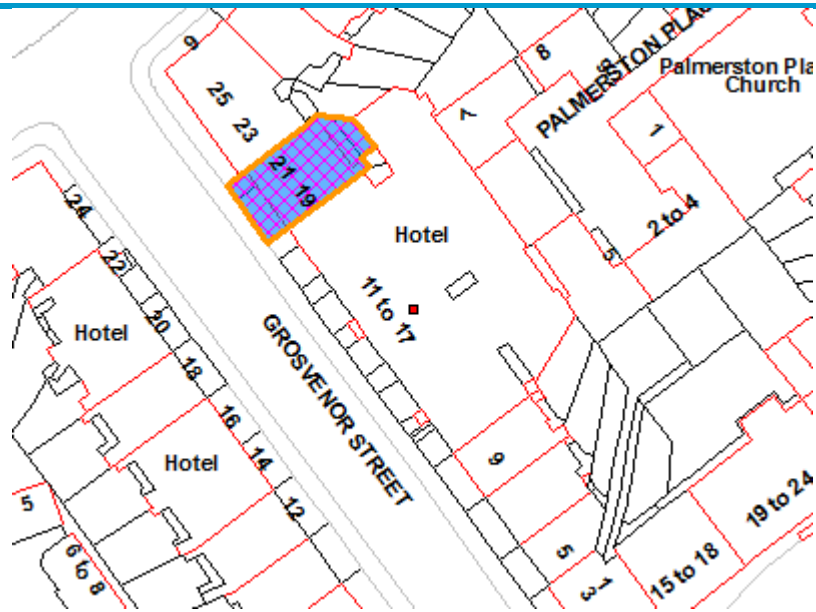 9
8
PALMERSTON PLAC
Palmerston Pla
Church
25
23
7
1
21
19
24
Hotel
2 to 4
5
22
11 to 17
20
Hotel
18
GROSVENOR STREET
16
14
Hotel
9
12
5
19 to 24
6 to 8
5
15 to 18
1
3